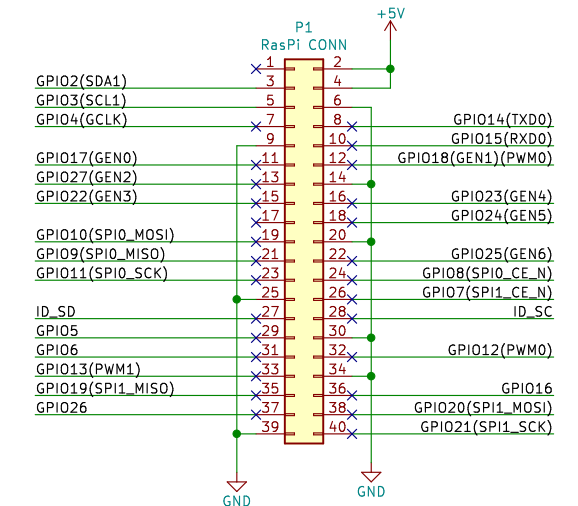 +5V
P1
RasPi CONN
1 2
GPIO2(SDA1) 3 4
GPIO3(SCL1) 5 6
GPIO4(GCLK) 7 8 GPIO14(TXD0)
9 10 GPIO15(RXD0)
GPIO17(GEN0) 11 12 GPIO18(GEN1)(PWM0)
GPIO27(GEN2) 13 14
GPIO22(GEN3) 15 16 GPIO23(GEN4)
17 18 GPIO24(GEN5)
GPIO10(SPI0_MOSI) 19 20
GPIO9(SPI0_MISO) 21 22 GPIO25(GEN6)
GPIO11(SPI0_SCK) 23 24 GPIO8(SPI0_CE_N)
25 26 GPIO7(SPI1_CE_N)
ID_SD 27 28 ID_SC
GPIO5 29 30
GPIO6 31 32 GPIO12(PWM0)
GPIO13(PWM1) 33 34
GPIO19(SPI1_MISO) 35 36 GPIO16
GPIO26 37 38 GPIO20(SPI1_MOSI)
39 40 GPIO21(SPI1_SCK)
GND GND